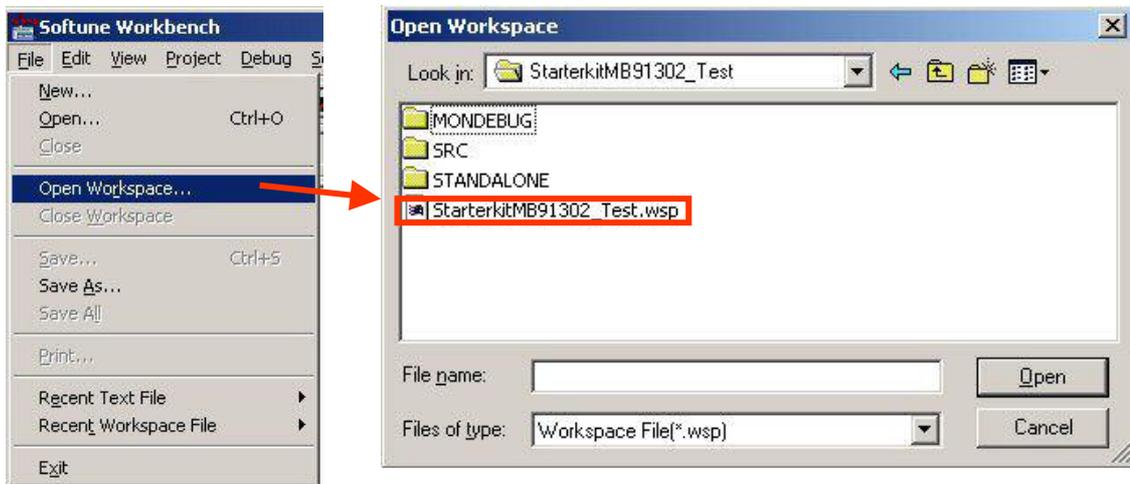 Softune Workbench
File Edit View Project Debug
New...
Open... Ctrl+O
Close
Open Workspace...
Close Workspace
Save... Ctrl+S
Save As...
Save All
Print...
Recent Text File
Recent Workspace File
Exit
Open Workspace
Look in: StarterkitMB91302_Test
MONDEBUG
SRC
STANDALONE
StarterkitMB91302_Test.wsp
File name:
Open
Files of type: Workspace File(*.wsp)
Cancel